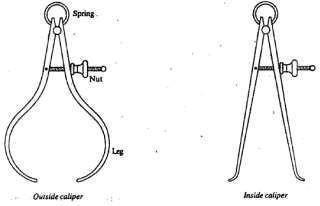 Spring
Nut
Leg
Outside caliper
Inside caliper